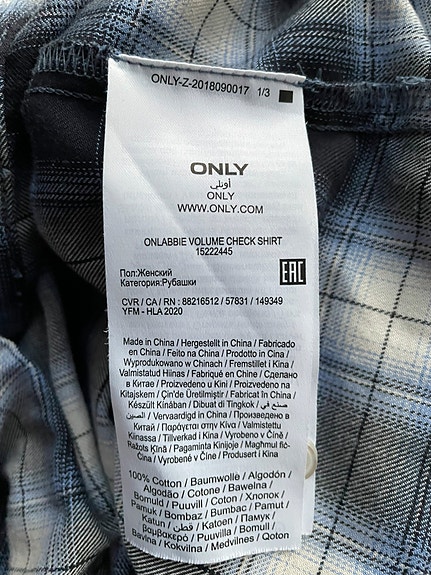 ONLY-Z-2018090017 1/3
ONLY
أونلي
ONLY
WWW.ONLY.COM
ONLABBIE VOLUME CHECK SHIRT
15222445
Пол:Женский
Категория:Рубашки
EAC
CVR / CA / RN : 88216512 / 57831 / 149349
YFM - HLA 2020
Made in China / Hergestellt in China / Fabricado
en China / Feito na China / Prodotto in Cina /
Wyprodukowano w Chinach / Fremstillet i Kina /
Valmistatud Hiinas / Fabriqué en Chine / Сделано
в Китае / Proizvedeno u Kini / Proizvedeno na
Kitajskem / Çin'de Üretilmiştir / Fabricat în China /
Készült Kínában / Dibuat di Tingkok / صنع في
الصين / Vervaardigd in China / Произведено в
Китай / Παράγεται στην Κίνα / Valmistettu
Kiinassa / Tillverkad i Kina / Vyrobeno v Číně /
Ražots Ķīnā / Pagaminta Kinijoje / Maghmul fiċ-
Ċina / Vyrobené v Číne / Produsert i Kina
100% Cotton / Baumwolle / Algodón /
Algodão / Cotone / Bawełna /
Bomuld / Puuvill / Coton / Хлопок /
Pamuk / Bombaz / Bumbac / Pamut /
Katun / قطن / Katoen / Памук /
βαμβακερό / Puuvilla / Bomull /
Bavlna / Kokvilna / Medvilnės / Qoton